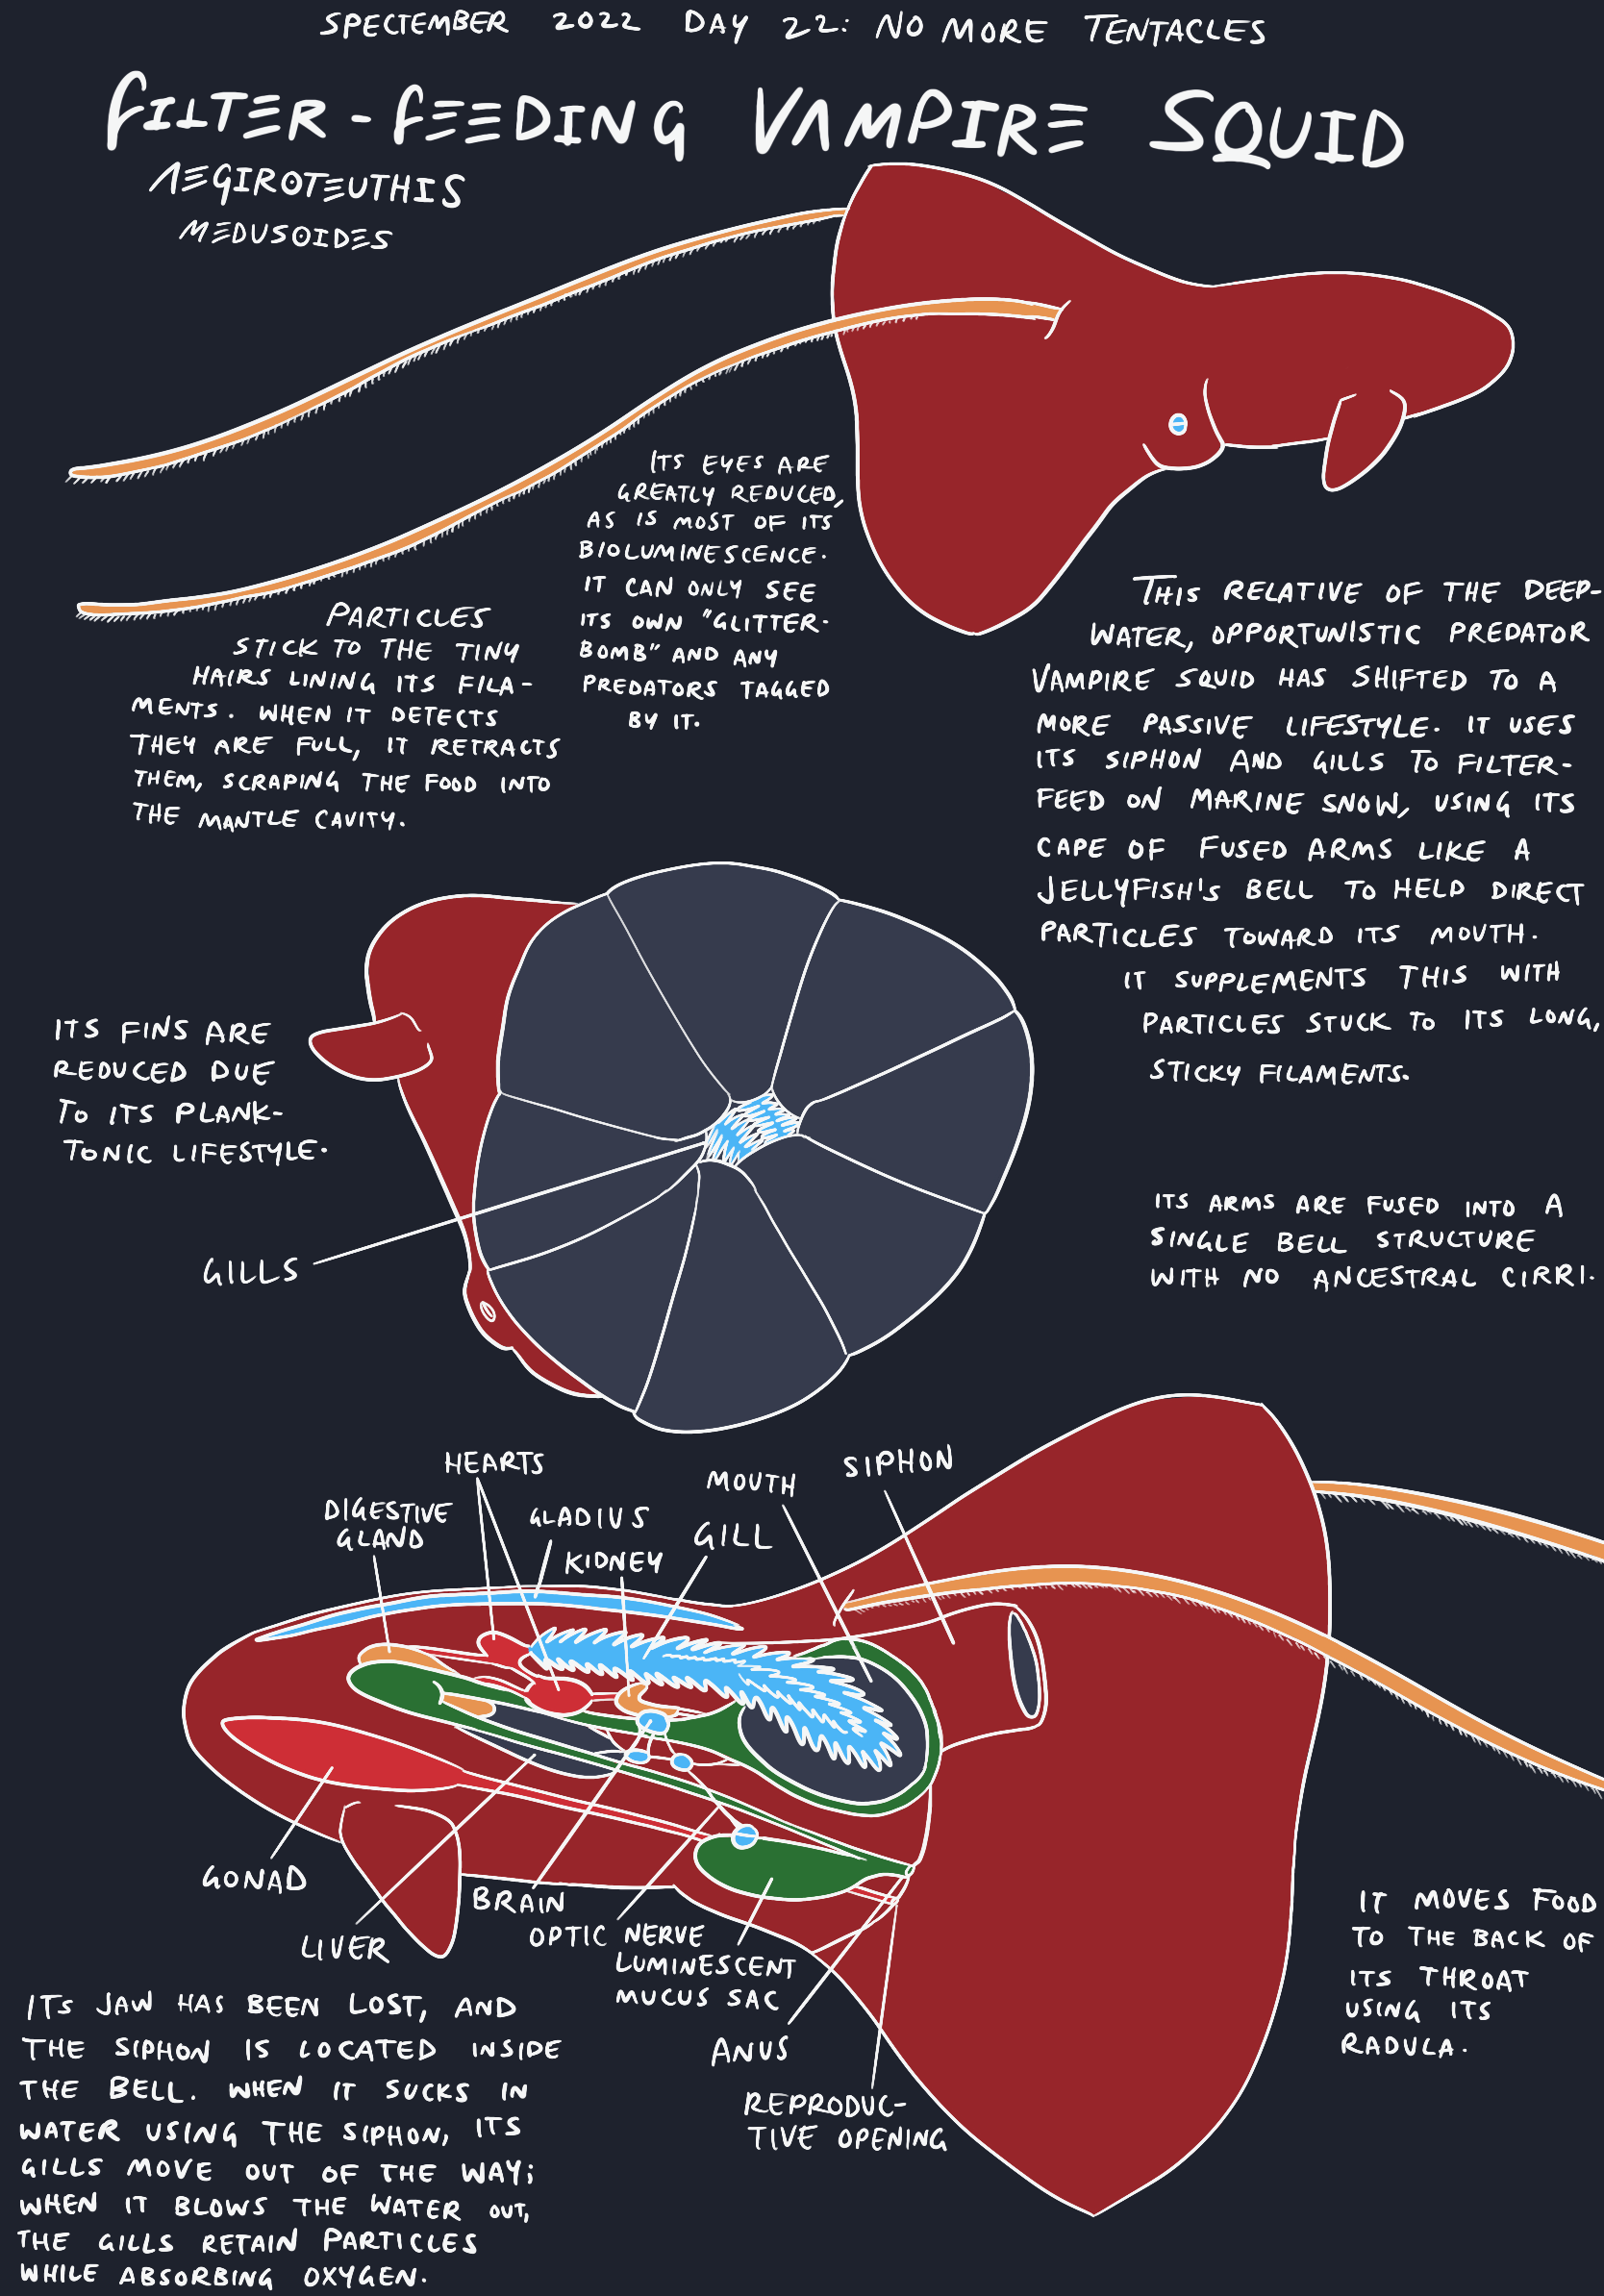 SPECTEMBER 2022 DAY 22: NO MORE TENTACLES
FILTER-FEEDING VAMPIRE SQUID
AEGIROTEUTHIS
MEDUSOIDES
ITS EYES ARE
GREATLY REDUCED,
AS IS MOST OF ITS
BIOLUMINESCENCE.
IT CAN ONLY SEE
ITS OWN "GLITTER-
BOMB" AND ANY
PREDATORS TAGGED
BY IT.
PARTICLES
STICK TO THE TINY
HAIRS LINING ITS FILA-
MENTS. WHEN IT DETECTS
THEY ARE FULL, IT RETRACTS
THEM, SCRAPING THE FOOD INTO
THE MANTLE CAVITY.
THIS RELATIVE OF THE DEEP-
WATER, OPPORTUNISTIC PREDATOR
VAMPIRE SQUID HAS SHIFTED TO A
MORE PASSIVE LIFESTYLE. IT USES
ITS SIPHON AND GILLS TO FILTER-
FEED ON MARINE SNOW, USING ITS
CAPE OF FUSED ARMS LIKE A
JELLYFISH'S BELL TO HELD DIRECT
PARTICLES TOWARD ITS MOUTH.
IT SUPPLEMENTS THIS WITH
PARTICLES STUCK TO ITS LONG,
STICKY FILAMENTS.
ITS FINS ARE
REDUCED DUE
TO ITS PLANK-
TONIC LIFESTYLE.
GILLS
ITS ARMS ARE FUSED INTO A
SINGLE BELL STRUCTURE
WITH NO ANCESTRAL CIRRI.
HEARTS
DIGESTIVE
GLAND
GLADIUS
KIDNEY
GILL
MOUTH
SIPHON
GONAD
LIVER
BRAIN
OPTIC NERVE
LUMINESCENT
MUCUS SAC
ANUS
REPRODUC-
TIVE OPENING
IT MOVES FOOD
TO THE BACK OF
ITS THROAT
USING ITS
RADULA.
ITS JAW HAS BEEN LOST, AND
THE SIPHON IS LOCATED INSIDE
THE BELL. WHEN IT SUCKS IN
WATER USING THE SIPHON, ITS
GILLS MOVE OUT OF THE WAY;
WHEN IT BLOWS THE WATER OUT,
THE GILLS RETAIN PARTICLES
WHILE ABSORBING OXYGEN.